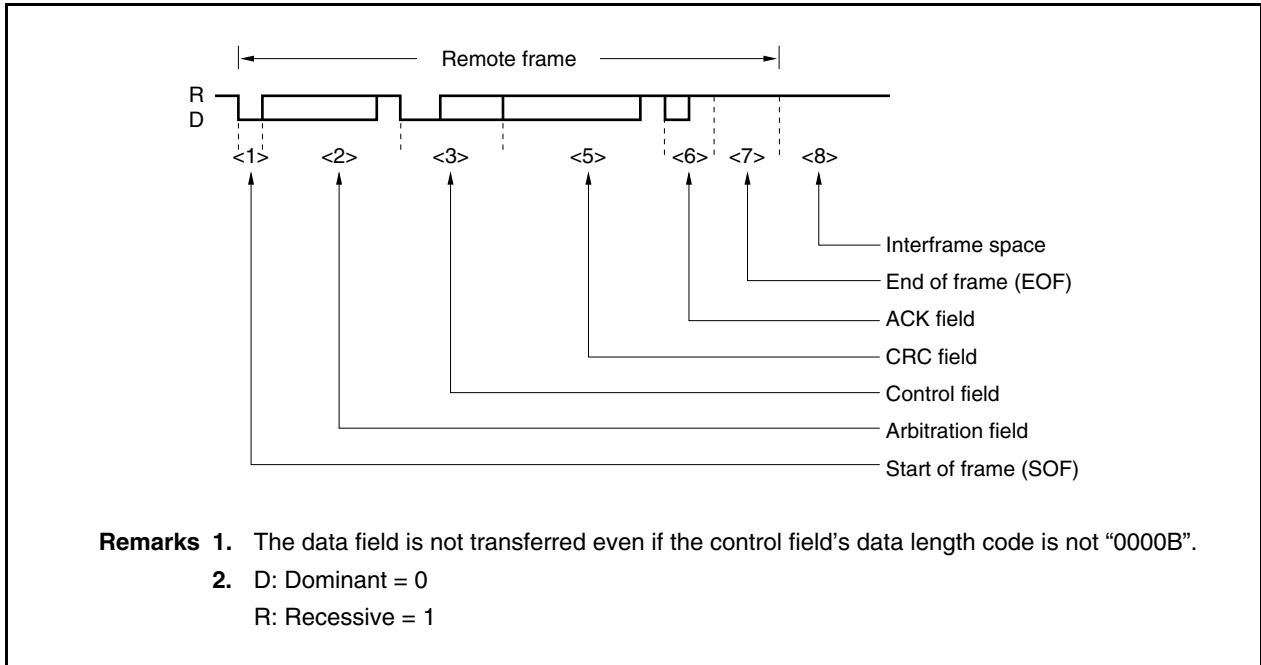 Remote frame
R
D
<1> <2> <3> <5> <6> <7> <8>
Interframe space
End of frame (EOF)
ACK field
CRC field
Control field
Arbitration field
Start of frame (SOF)
Remarks 1. The data field is not transferred even if the control field’s data length code is not “0000B”.
2. D: Dominant = 0
R: Recessive = 1